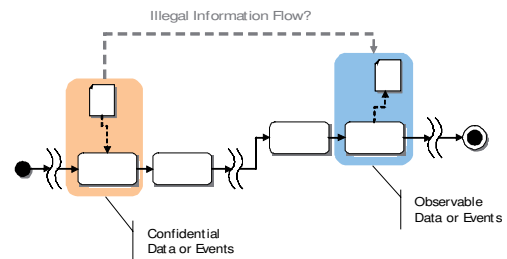 Illegal Information Flow?
Observable
Data or Events
Confidential
Data or Events